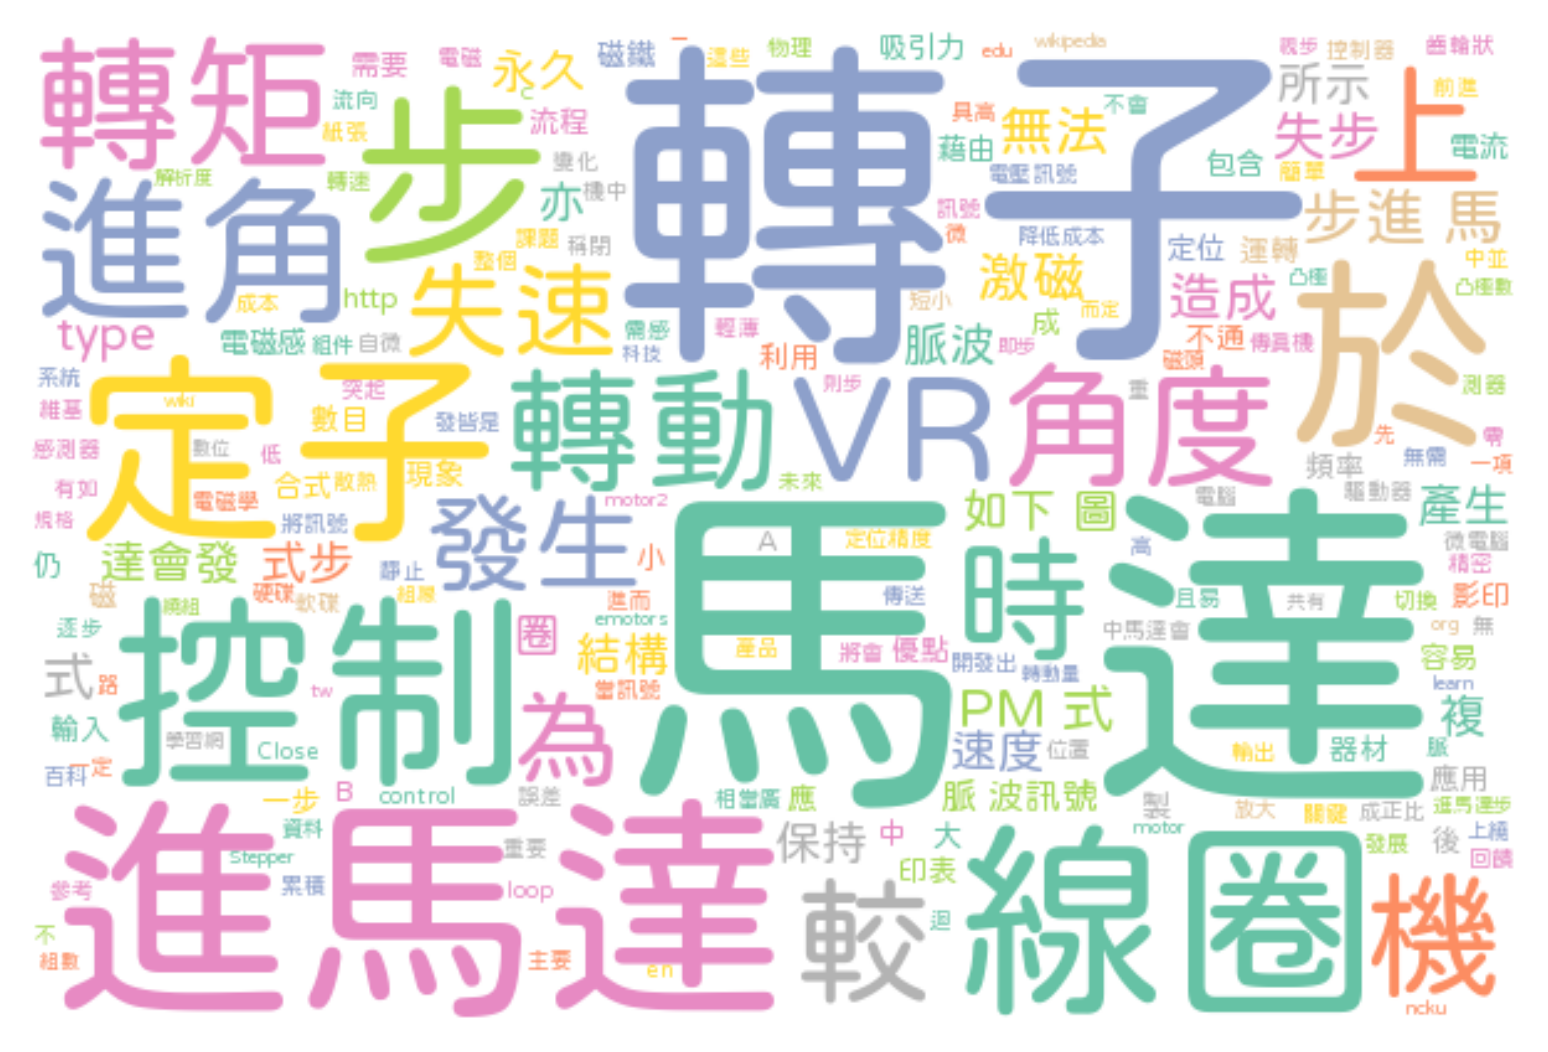 轉矩
需要
電磁
永久
磁鐵
一
這些
物理
吸引力
edu
wikipedia
觀步
控制器
齒輪狀
流向
紙張
步
C
流程
變化
轉子
具高
無法
不會
所示
上
前進
失步
電流
藉由
電壓訊號
包含
簡單
解析度
轉速
亦
機中
訊號
微
降低成本
步進 馬
定位
運轉
中並
進角
課題
稱閉
整個
激磁
造成
凸極
凸極數
於
成本
http
失速
短小
而定
成
type
電磁感
組件
自微
需感
科技
輕薄
利用
脈波
即步
不通
傳真機
磁頭
系統
維基
wiki
突起
定子
數目
發皆是
轉動
則步
VR
角度
重
測器
先
零
感測器
數位
低
合式
散熱
現象
未來
頻率
無需
一項
有如
電磁學
motor2
電腦
驅動器
規格
將訊號
發生
如下 圖
產生
仍
達會發
式步
靜止
小
A
定位精度
時
高
馬達
微電腦
精密
磁
硬碟
軟碟
組態
進而
傳送
且易
共有
切換
影印
繞組
emotors
逐步
控制
圈
結構
產品
將會
優點
中馬達會
org
無
開發出
轉動量
容易
式
路
tw
當訊號
learn
輸入
學習網
Close
為
PM 式
複
速度
位置
輸出
器材
脈
百科
一定
應用
一步
B
control
誤差
相當廣
應
脈 波訊號
製
放大
關鍵
成正比
進馬達步
資料
motor
進馬達
Stepper
重要
保持
中
大
發展
後
上繞
回饋
參考
累積
loop
印表
線圈
機
較
迴
不
組數
主要
en
ncku